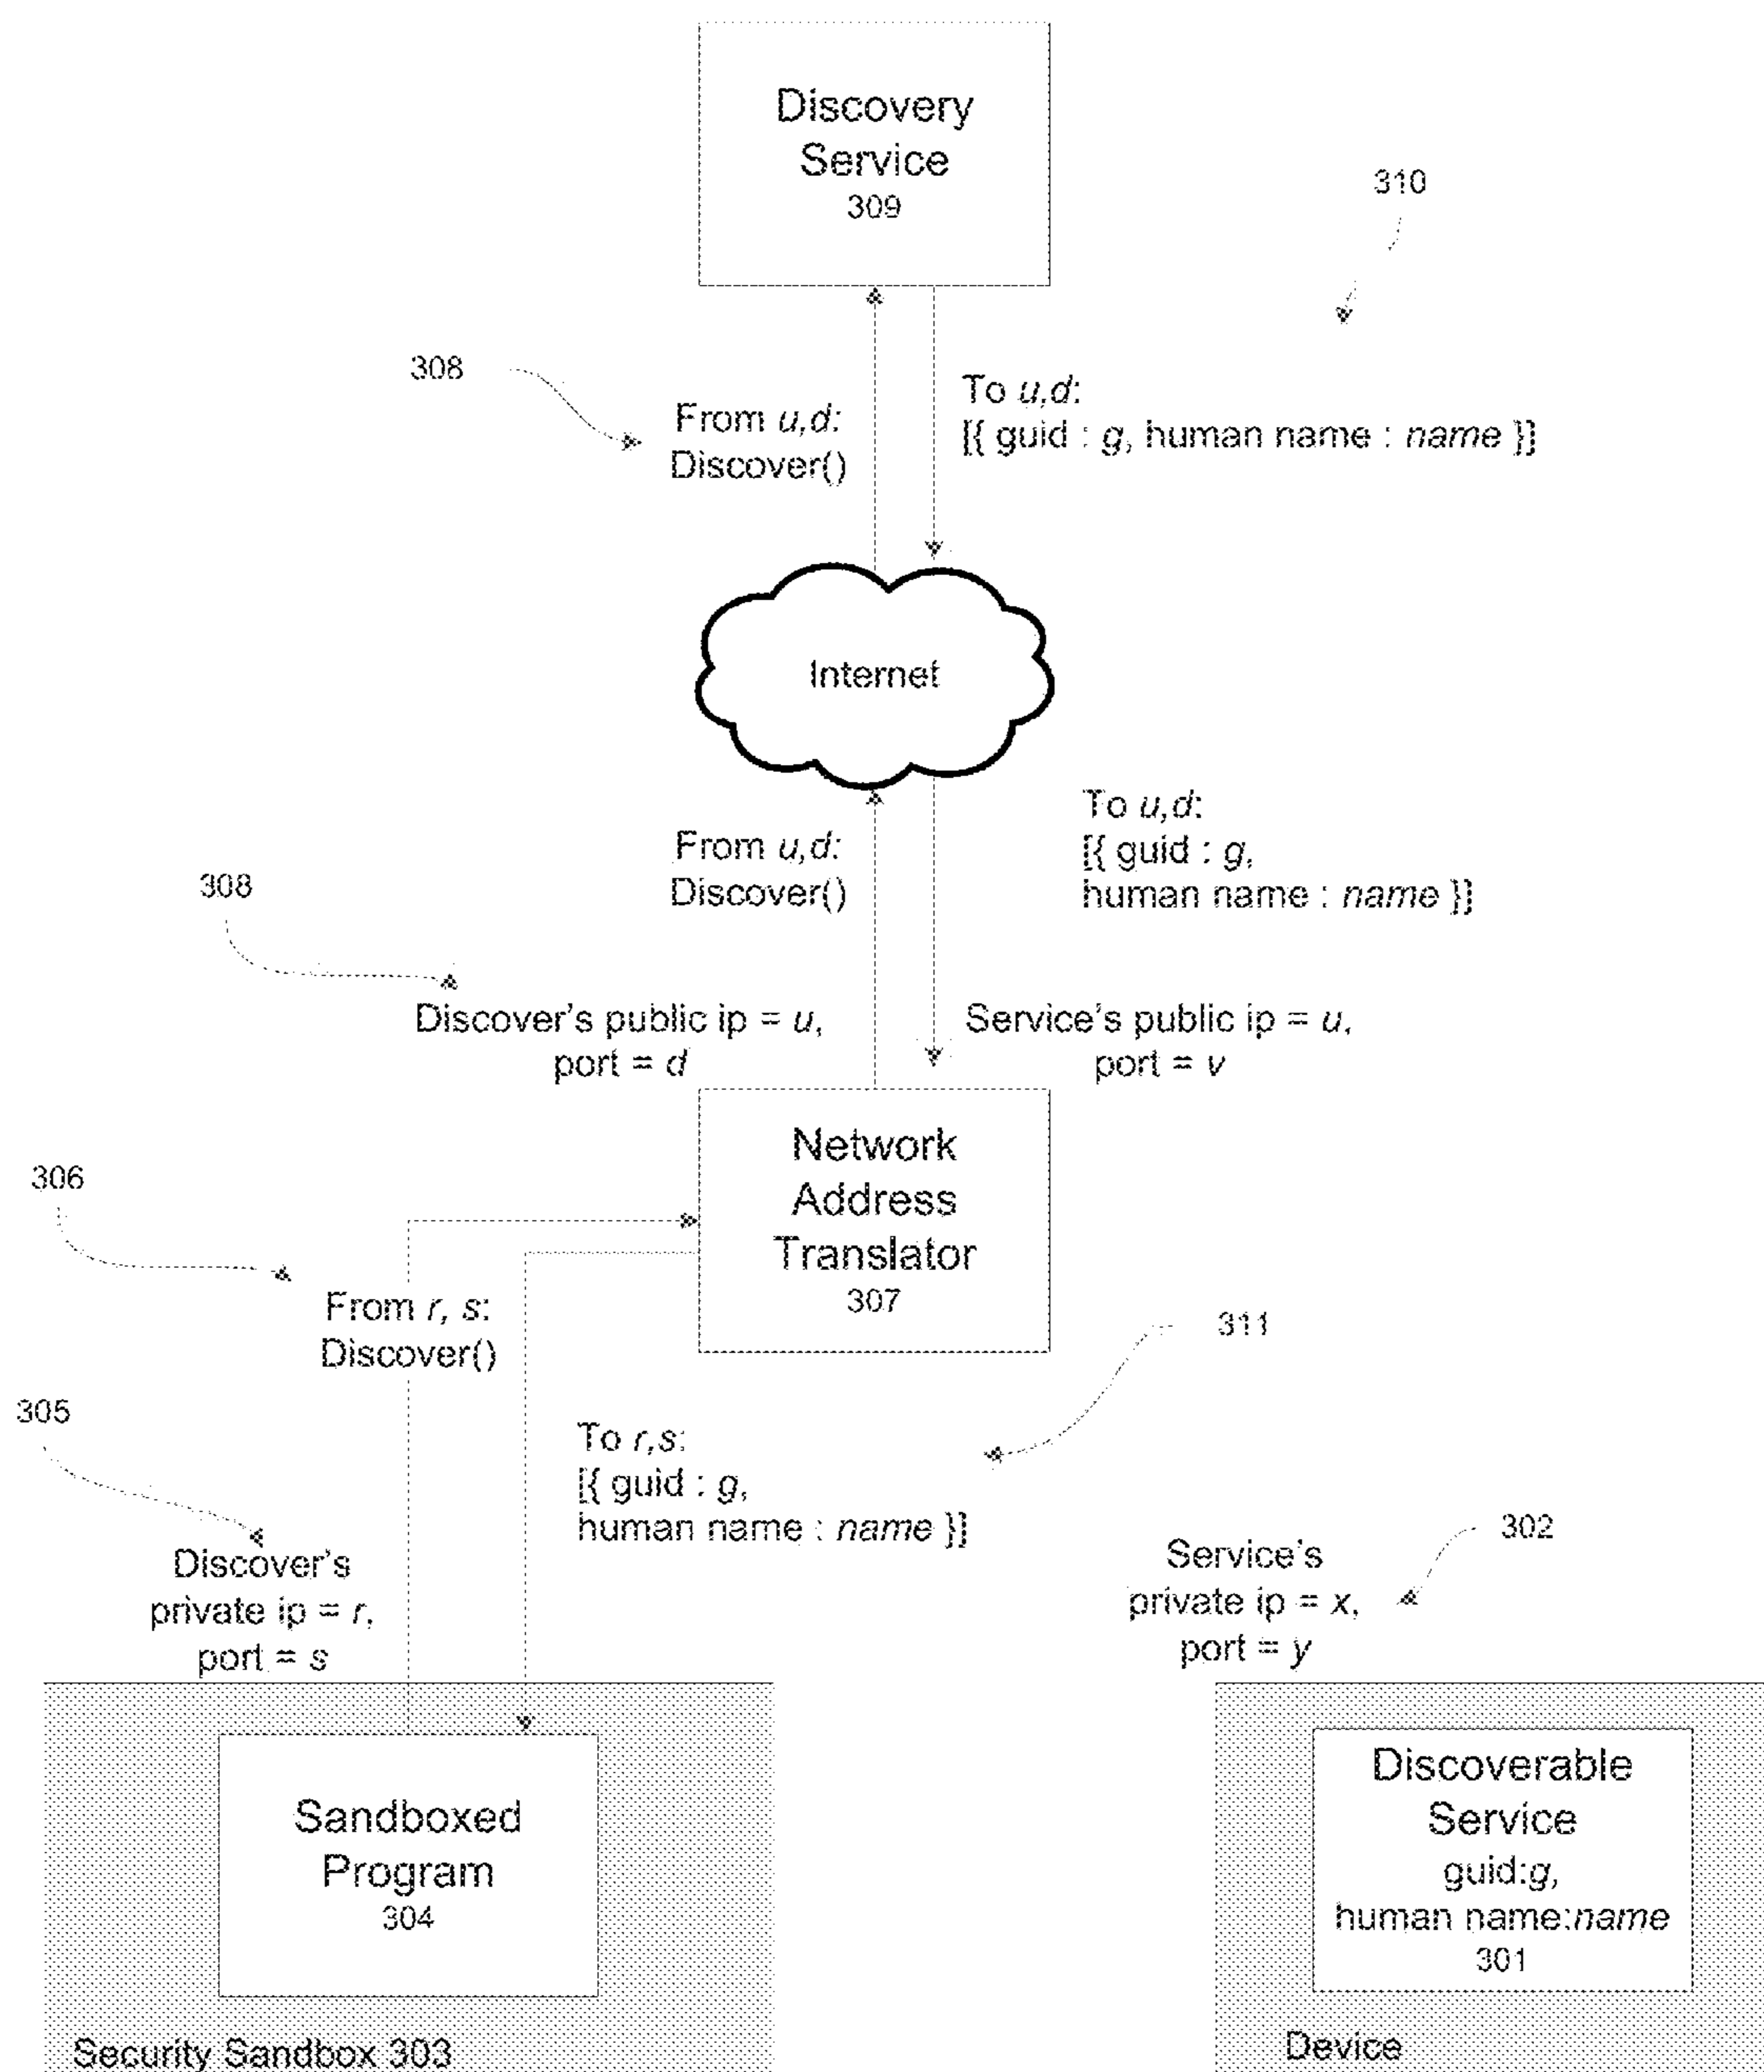 Discovery
Service
309
310
308
From u,d:
Discover()
To u,d:
[{ guid : g, human name : name }]
Internet
308
From u,d:
Discover()
To u,d:
[{ guid : g,
human name : name }]
Discover's public ip = u,
port = d
Service's public ip = u,
port = v
Network
Address
Translator
307
306
From r, s:
Discover()
311
305
To r,s:
[{ guid : g,
human name : name }]
Discover's
private ip = r,
port = s
302
Service's
private ip = x,
port = y
Sandboxed
Program
304
Security Sandbox 303
Discoverable
Service
guid:g,
human name:name
301
Device